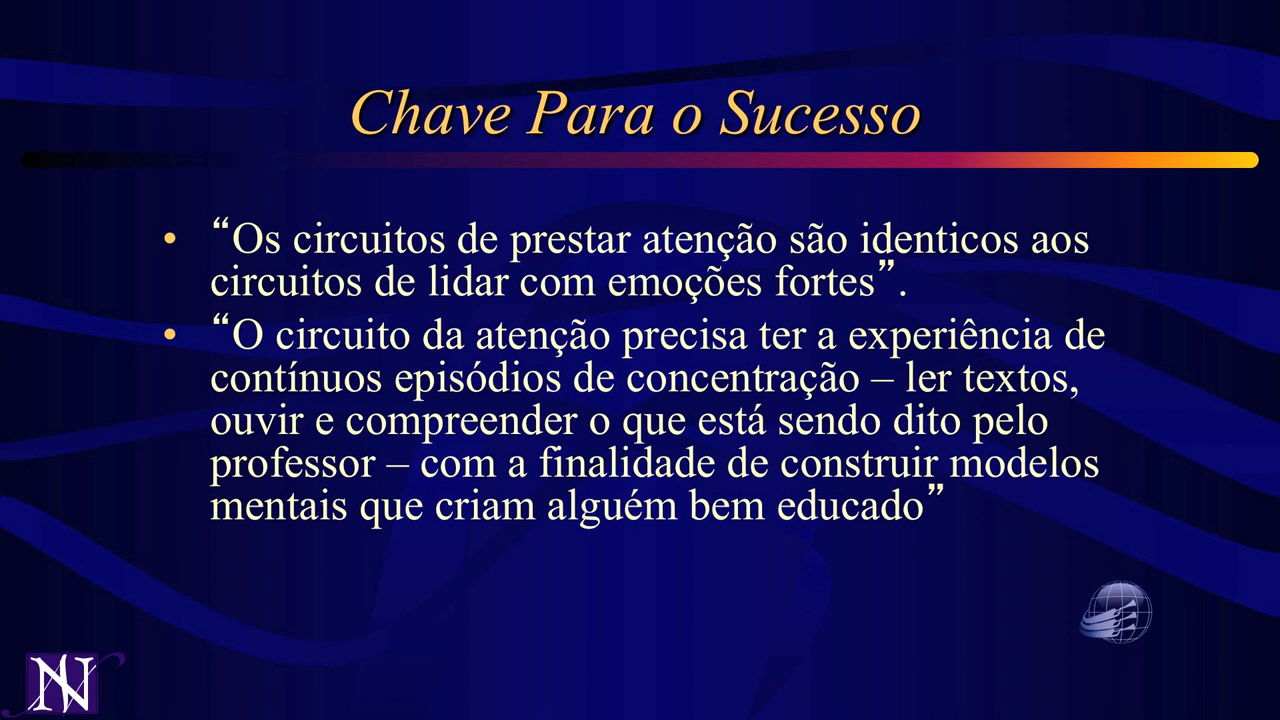 Chave Para o Sucesso
• “Os circuitos de prestar atenção são identicos aos
circuitos de lidar com emoções fortes”.
• “O circuito da atenção precisa ter a experiência de
contínuos episódios de concentração – ler textos,
ouvir e compreender o que está sendo dito pelo
professor – com a finalidade de construir modelos
mentais que criam alguém bem educado”
N